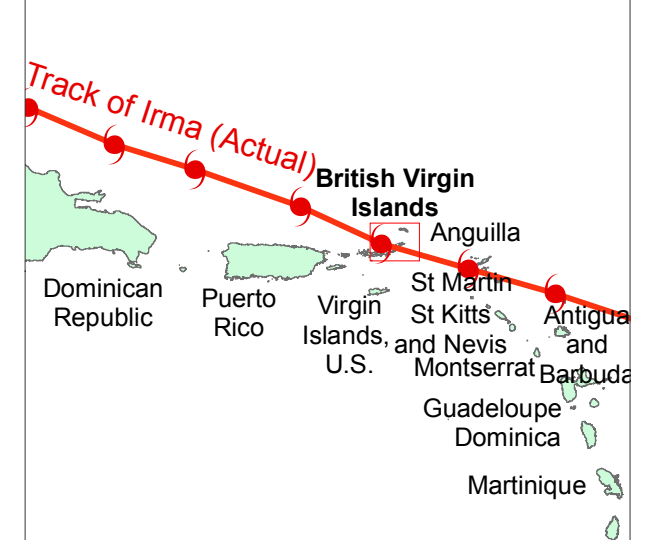 Track of Irma (Actual)
British Virgin
Islands
Anguilla
Dominican
Republic
Puerto
Rico
Virgin
Islands,
U.S.
St Martin
St Kitts
and Nevis
Antigua
and
Barbuda
Montserrat
Guadeloupe
Dominica
Martinique